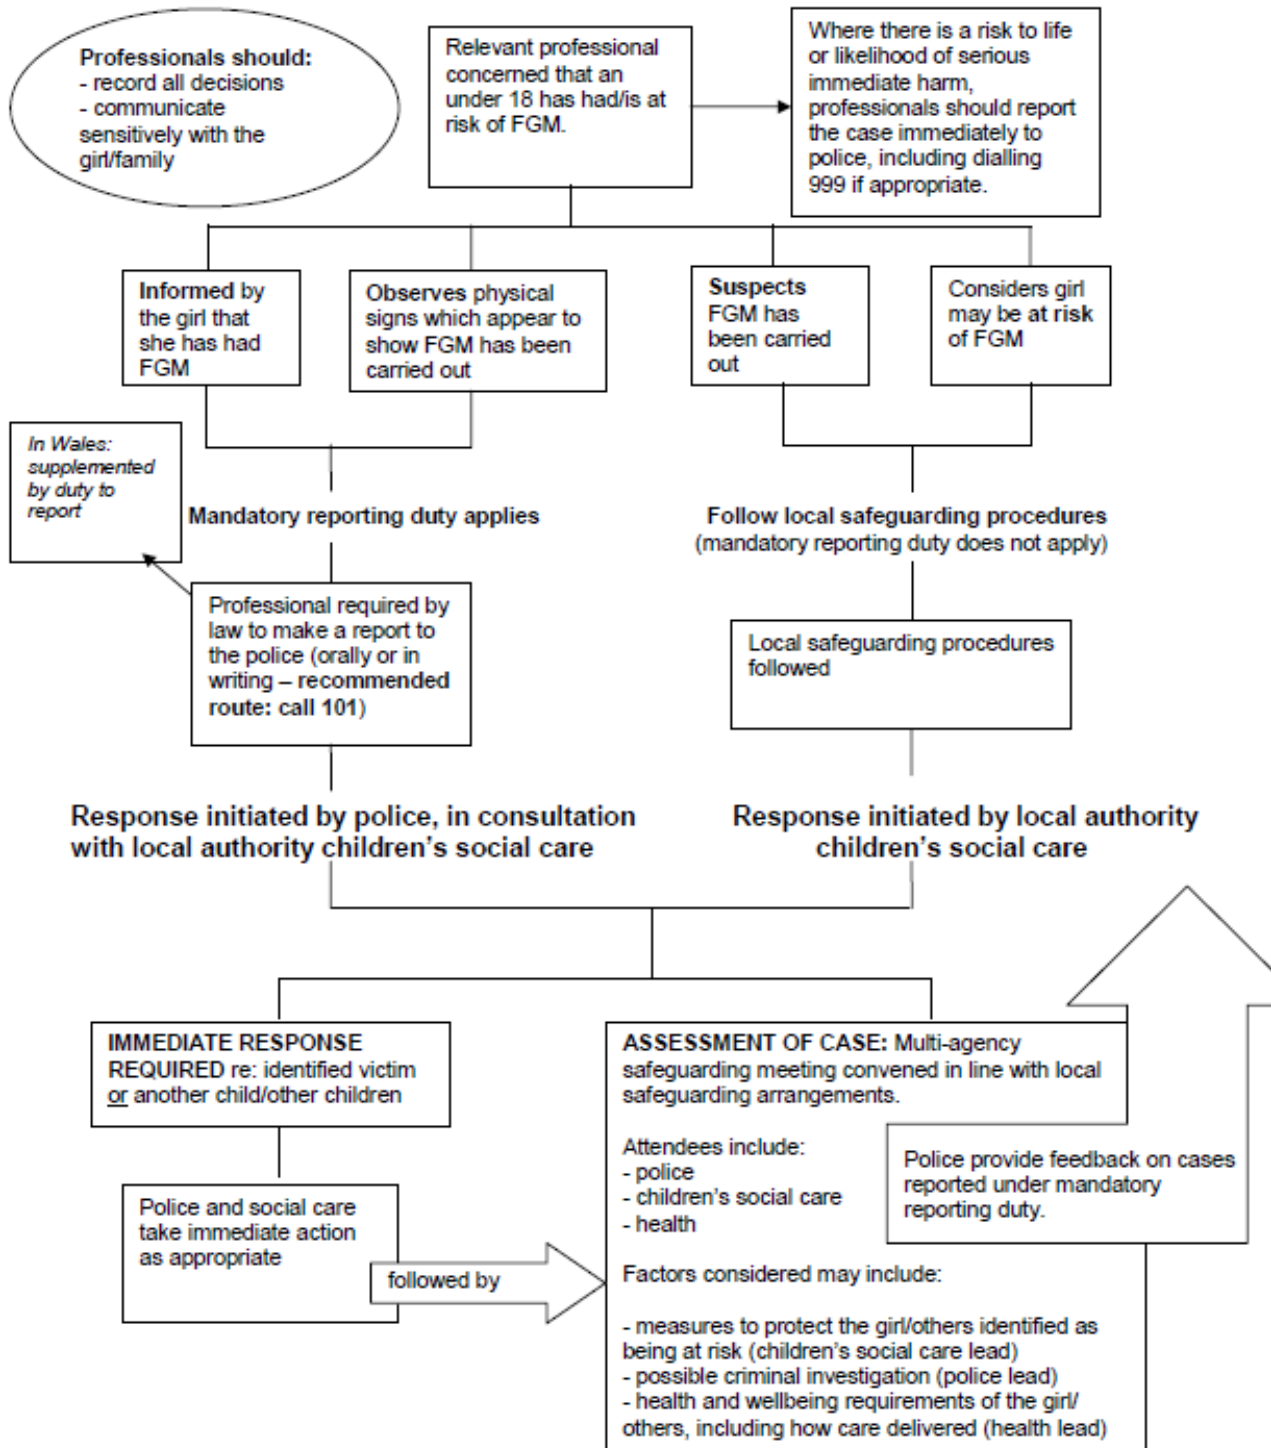 Professionals should:
- record all decisions
- communicate
sensitively with the
girl/family
Relevant professional
concerned that an
under 18 has had/is at
risk of FGM.
Where there is a risk to life
or likelihood of serious
immediate harm,
professionals should report
the case immediately to
police, including dialling
999 if appropriate.
Informed by
the girl that
she has had
FGM
Observes physical
signs which appear to
show FGM has been
carried out
Suspects
FGM has
been carried
out
Considers girl
may be at risk
of FGM
In Wales:
supplemented
by duty to
report
Mandatory reporting duty applies
Follow local safeguarding procedures
(mandatory reporting duty does not apply)
Professional required by
law to make a report to
the police (orally or in
writing – recommended
route: call 101)
Local safeguarding procedures
followed
Response initiated by police, in consultation
with local authority children's social care
Response initiated by local authority
children's social care
IMMEDIATE RESPONSE
REQUIRED re: identified victim
or another child/other children
Police and social care
take immediate action
as appropriate
followed by
ASSESSMENT OF CASE: Multi-agency
safeguarding meeting convened in line with local
safeguarding arrangements.
Attendees include:
- police
- children's social care
- health
Police provide feedback on cases
reported under mandatory
reporting duty.
Factors considered may include:
- measures to protect the girl/others identified as
being at risk (children's social care lead)
- possible criminal investigation (police lead)
- health and wellbeing requirements of the girl/
others, including how care delivered (health lead)